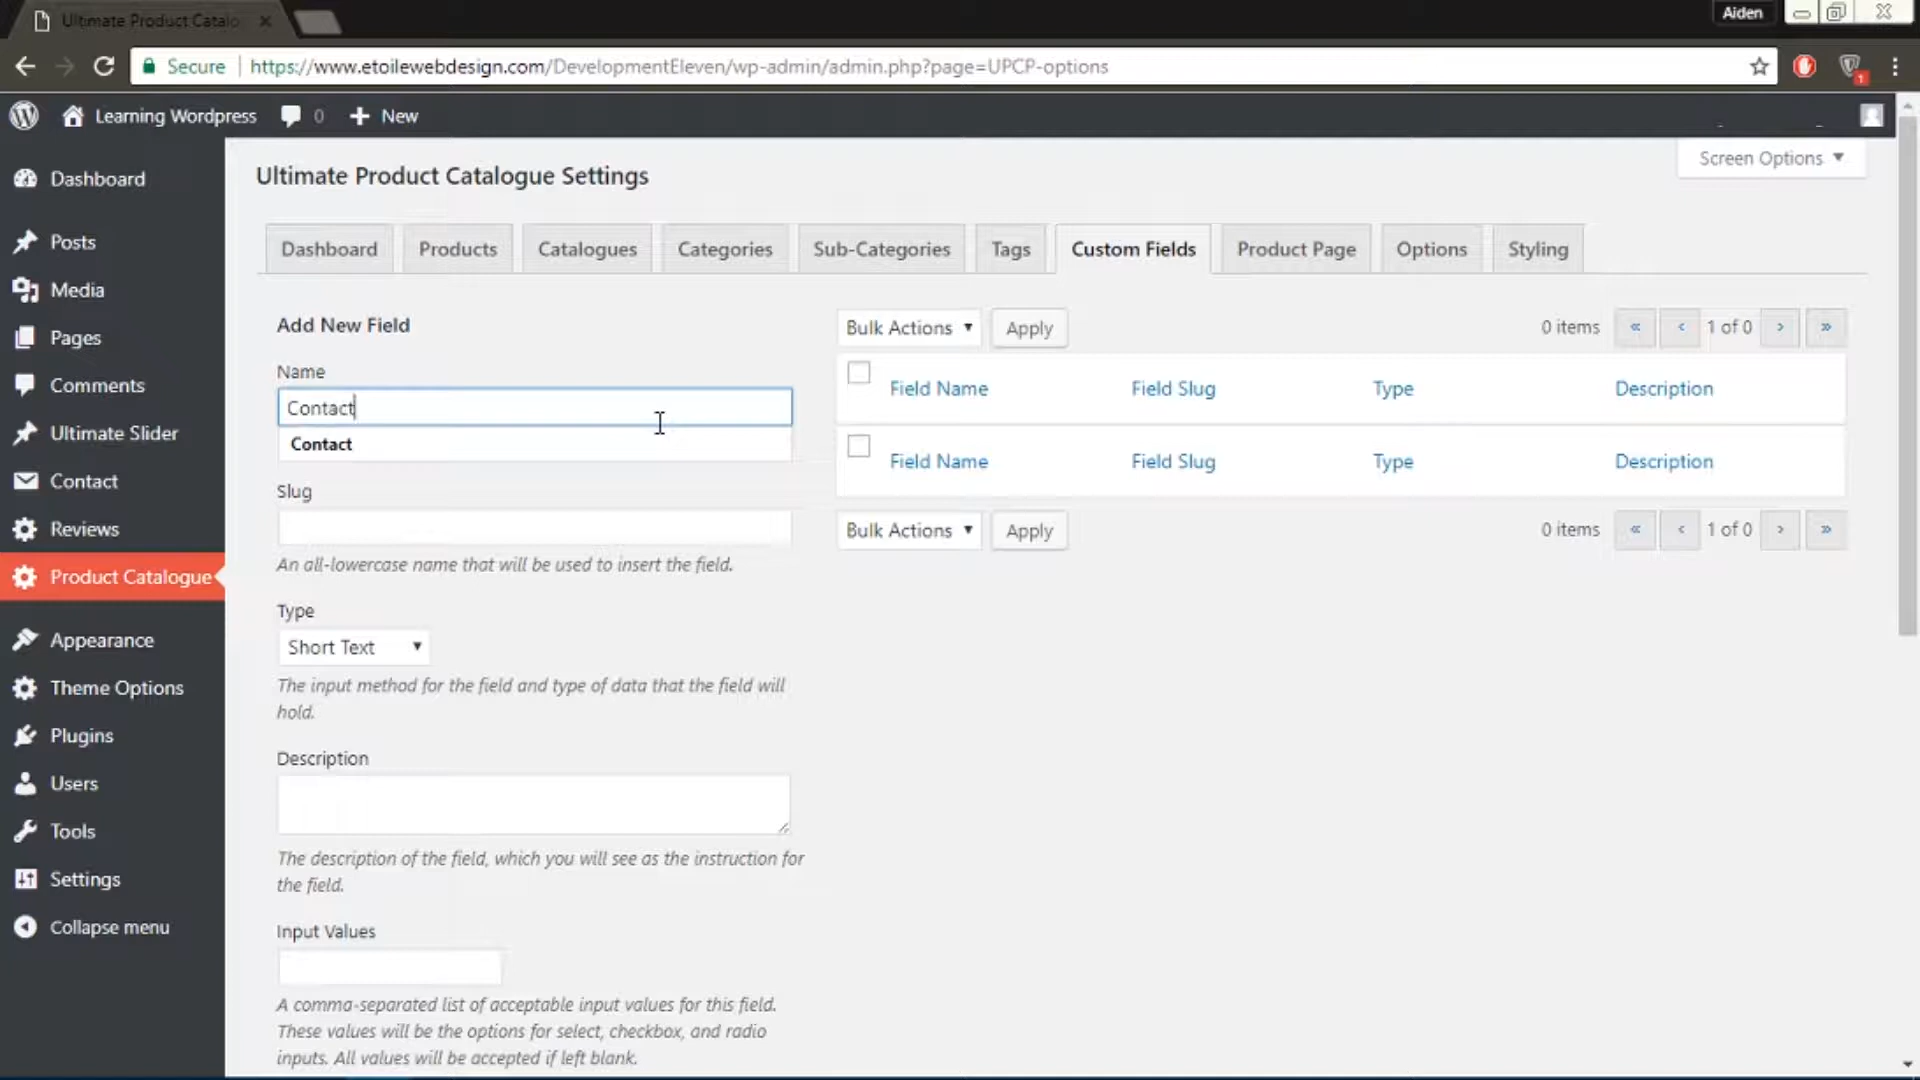 Ultimate Product Catalo
Aiden
Secure
https://www.etoilewebdesign.com/DevelopmentEleven/wp-admin/admin.php?page=UPCP-options
1
Learning Wordpress
0
New
Screen Options
Dashboard
Posts
Media
Pages
Comments
Ultimate Slider
Contact
Reviews
Product Catalogue
Appearance
Theme Options
Plugins
Users
Tools
Settings
Collapse menu
Ultimate Product Catalogue Settings
Dashboard
Products
Catalogues
Categories
Sub-Categories
Tags
Custom Fields
Product Page
Options
Styling
Add New Field
Name
Contact
Contact
Slug
An all-lowercase name that will be used to insert the field.
Type
Short Text
The input method for the field and type of data that the field will
hold.
Description
The description of the field, which you will see as the instruction for
the field.
Input Values
A comma-separated list of acceptable input values for this field.
These values will be the options for select, checkbox, and radio
inputs. All values will be accepted if left blank.
Bulk Actions
Apply
0 items « ‹ 1 of 0 › »
Field Name Field Slug Type Description
Field Name Field Slug Type Description
Bulk Actions
Apply
0 items « ‹ 1 of 0 › »